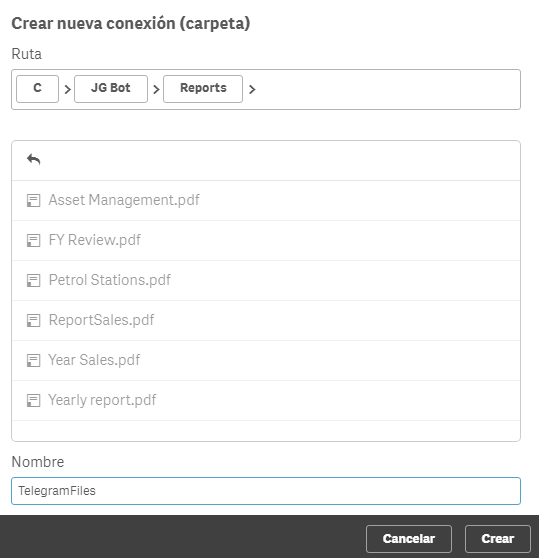 Crear nueva conexión (carpeta)
Ruta
C > JG Bot > Reports >
Asset Management.pdf
FY Review.pdf
Petrol Stations.pdf
ReportSales.pdf
Year Sales.pdf
Yearly report.pdf
Nombre
TelegramFiles
Cancelar Crear